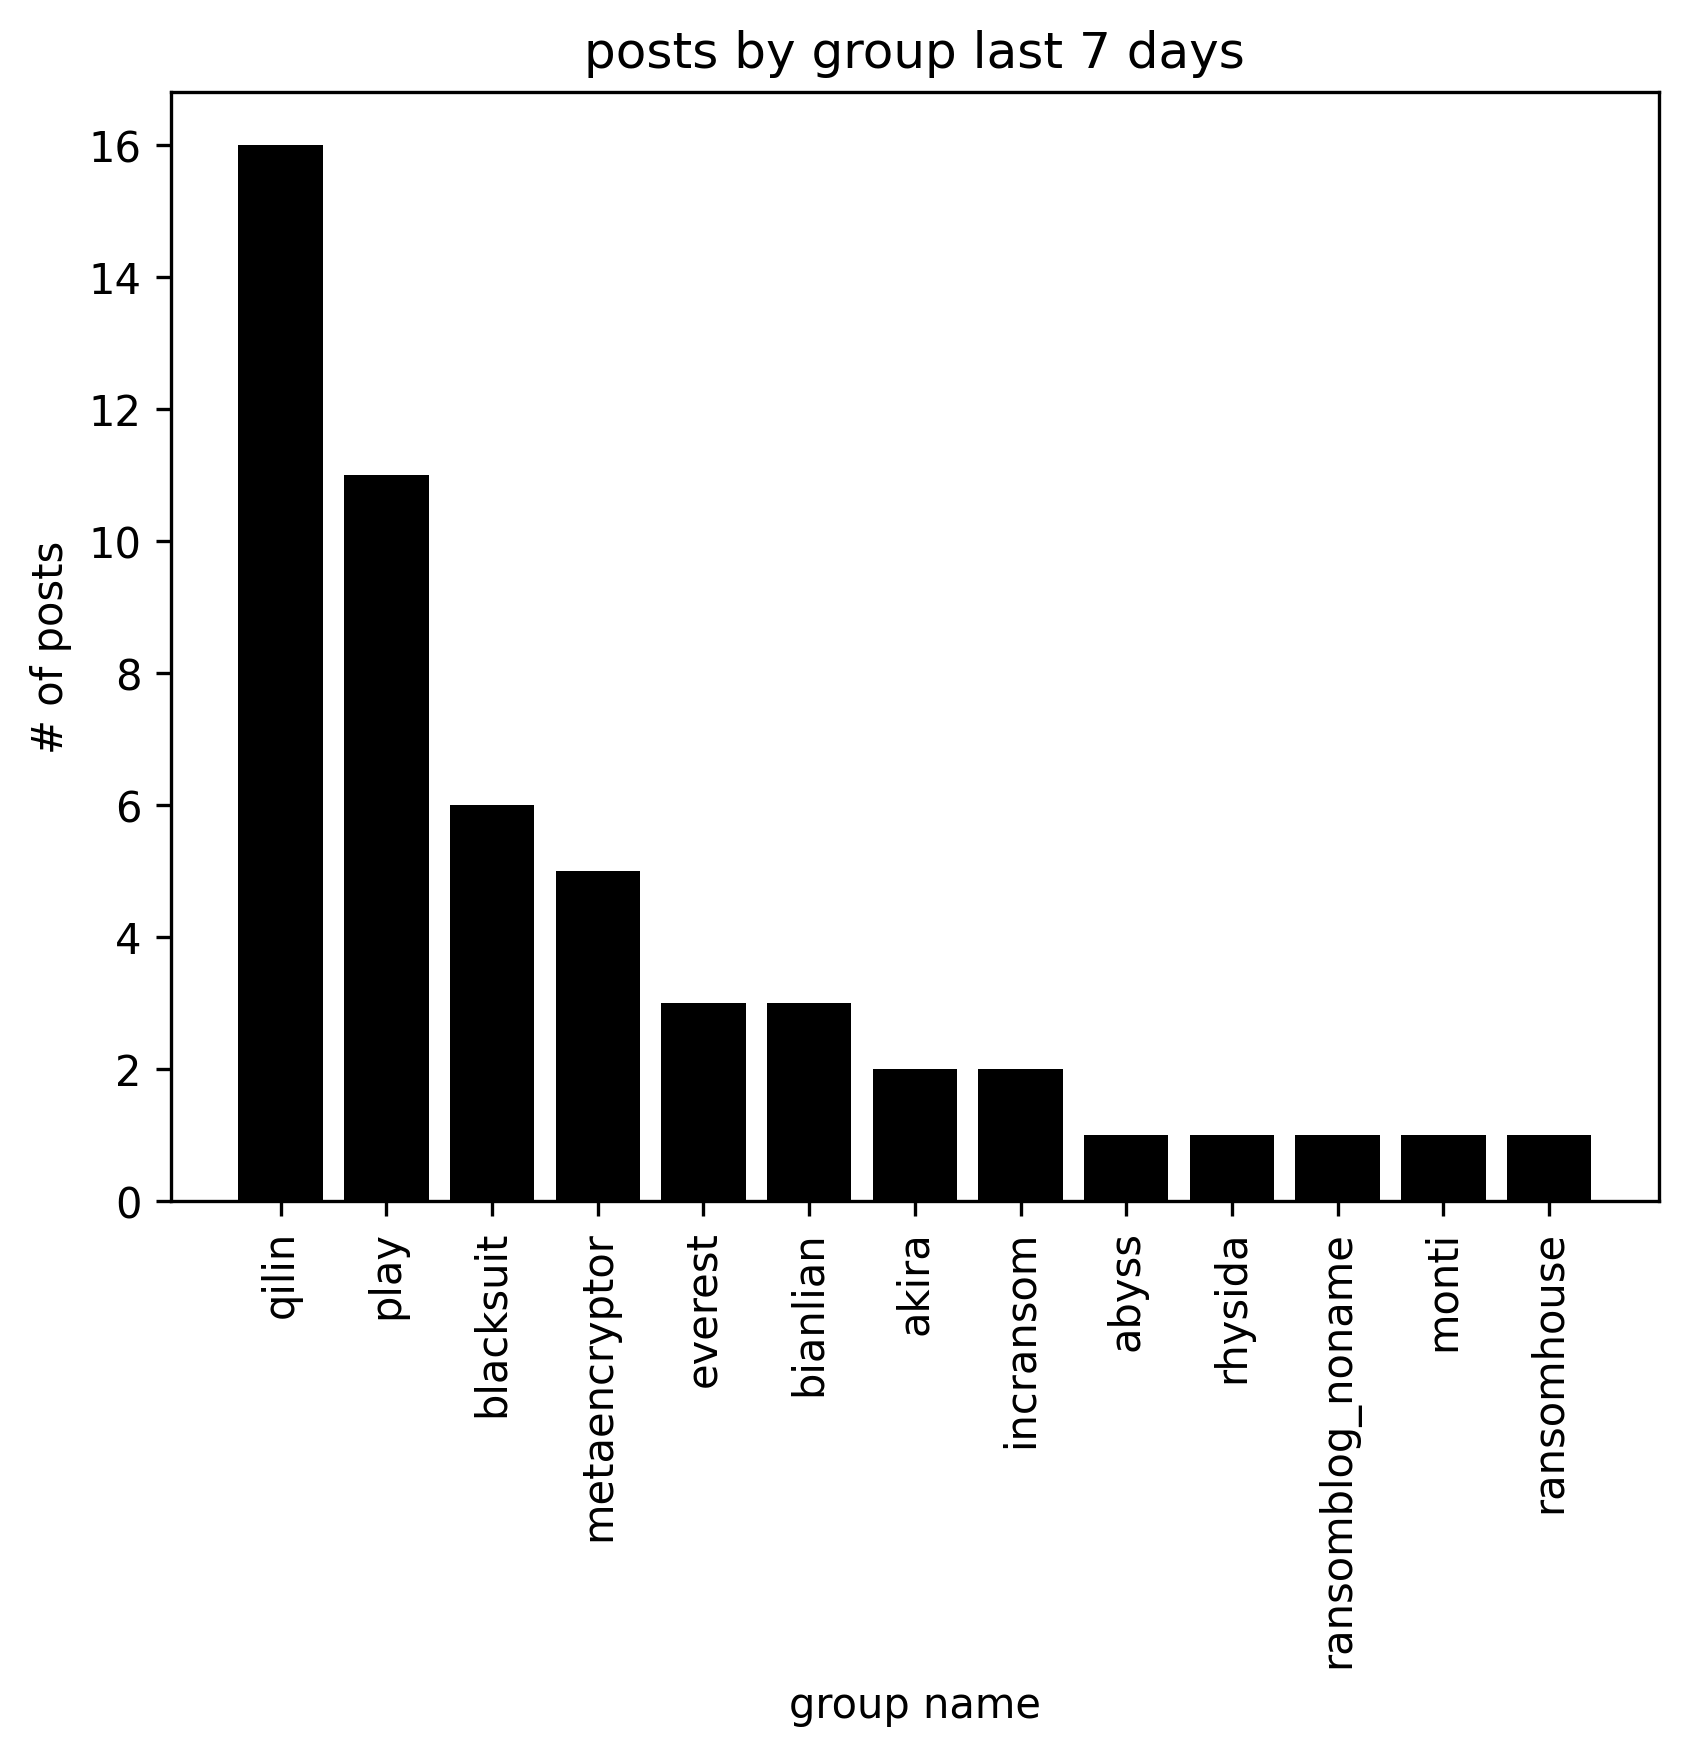 posts by group last 7 days
16
14
12
10
8
6
4
2
0
# of posts
qilin
play
blacksuit
metaencryptor
everest
bianlian
akira
incransom
abyss
rhysida
ransomblog_noname
monti
ransomhouse
group name